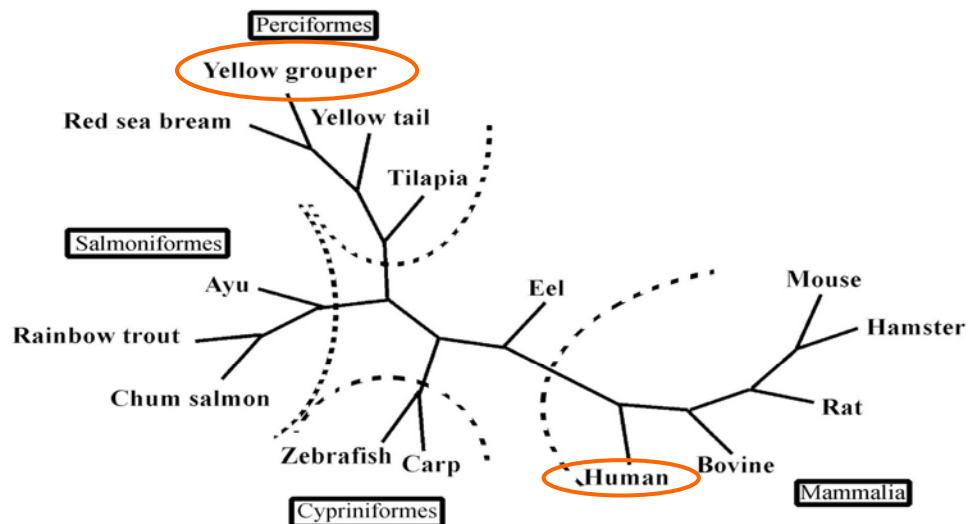 Perciformes
Yellow grouper
Red sea bream
Yellow tail
Tilapia
Salmoniformes
Ayu
Eel
Mouse
Rainbow trout
Hamster
Chum salmon
Rat
Zebrafish
Carp
Human
Bovine
Cypriniformes
Mammalia